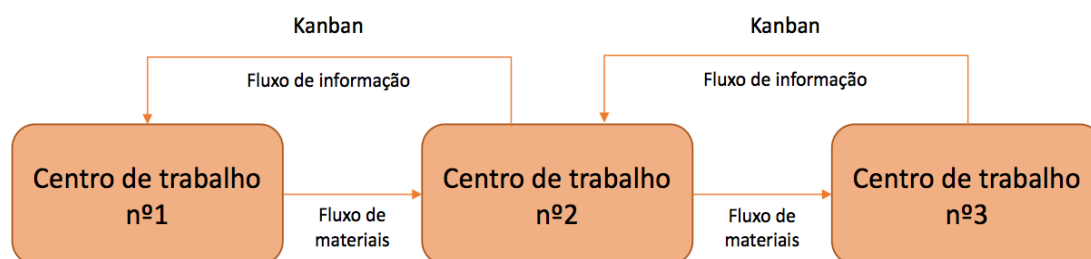 Kanban
Kanban
Fluxo de informação
Fluxo de informação
Centro de trabalho
nº1
Centro de trabalho
nº2
Centro de trabalho
nº3
Fluxo de
materiais
Fluxo de
materiais